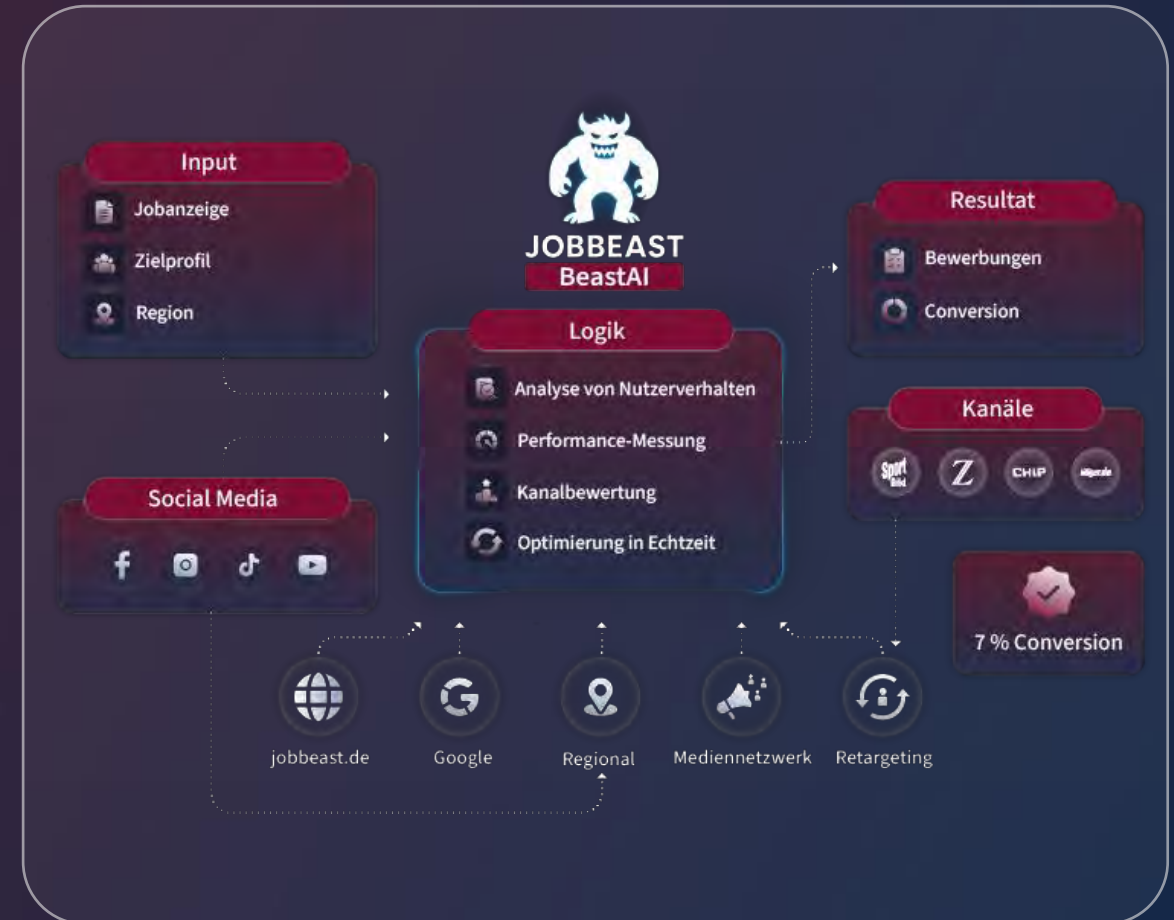 Input
Jobanzeige
Zielprofil
Region
JOBBEAST
BeastAI
Logik
Analyse von Nutzerverhalten
Performance-Messung
Kanalbewertung
Optimierung in Echtzeit
Resultat
Bewerbungen
Conversion
Kanäle
Sport
Z
CHIP
Social Media
7 % Conversion
jobbeast.de
Google
Regional
Mediennetzwerk
Retargeting